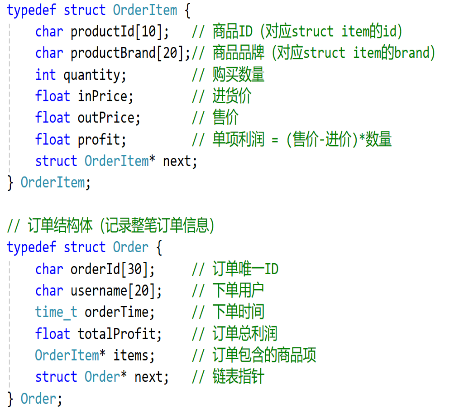 typedef struct OrderItem {
    char productId[10];   // 商品ID（对应struct item的id）
    char productBrand[20];// 商品品牌（对应struct item的brand）
    int quantity;         // 购买数量
    float inPrice;        // 进货价
    float outPrice;       // 售价
    float profit;         // 单项利润 = (售价-进价)*数量
    struct OrderItem* next;
} OrderItem;

// 订单结构体（记录整笔订单信息）
typedef struct Order {
    char orderId[30];     // 订单唯一ID
    char username[20];    // 下单用户
    time_t orderTime;     // 下单时间
    float totalProfit;    // 订单总利润
    OrderItem* items;     // 订单包含的商品项
    struct Order* next;   // 链表指针
} Order;